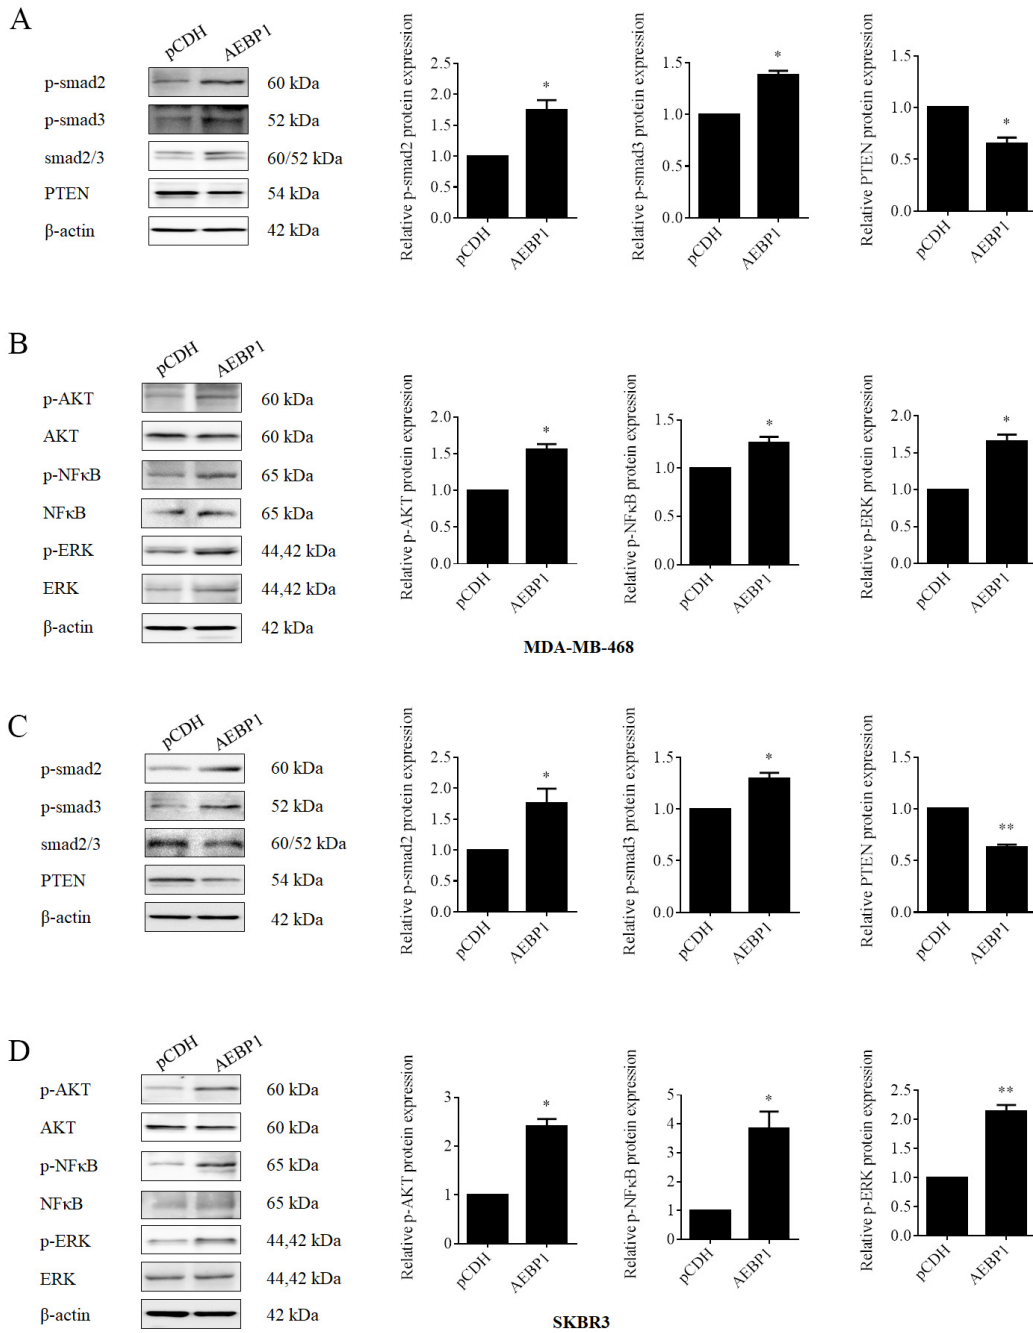 A
pCDH AEBP1
p-smad2 60 kDa
p-smad3 52 kDa
smad2/3 60/52 kDa
PTEN 54 kDa
β-actin 42 kDa
Relative p-smad2 protein expression
2.5
2.0
1.5
1.0
0.5
0.0
*
pCDH AEBP1
Relative p-smad3 protein expression
1.5
1.0
0.5
0.0
*
pCDH AEBP1
Relative PTEN protein expression
1.5
1.0
0.5
0.0
*
pCDH AEBP1
B
pCDH AEBP1
p-AKT 60 kDa
AKT 60 kDa
p-NFκB 65 kDa
NFκB 65 kDa
p-ERK 44,42 kDa
ERK 44,42 kDa
β-actin 42 kDa
Relative p-AKT protein expression
2.0
1.5
1.0
0.5
0.0
*
pCDH AEBP1
Relative p-NFκB protein expression
1.5
1.0
0.5
0.0
*
pCDH AEBP1
Relative p-ERK protein expression
2.0
1.5
1.0
0.5
0.0
*
pCDH AEBP1
MDA-MB-468
C
pCDH AEBP1
p-smad2 60 kDa
p-smad3 52 kDa
smad2/3 60/52 kDa
PTEN 54 kDa
β-actin 42 kDa
Relative p-smad2 protein expression
2.5
2.0
1.5
1.0
0.5
0.0
*
pCDH AEBP1
Relative p-smad3 protein expression
1.5
1.0
0.5
0.0
*
pCDH AEBP1
Relative PTEN protein expression
1.5
1.0
0.5
0.0
**
pCDH AEBP1
D
pCDH AEBP1
p-AKT 60 kDa
AKT 60 kDa
p-NFκB 65 kDa
NFκB 65 kDa
p-ERK 44,42 kDa
ERK 44,42 kDa
β-actin 42 kDa
Relative p-AKT protein expression
3
2
1
0
*
pCDH AEBP1
Relative p-NFκB protein expression
5
4
3
2
1
0
*
pCDH AEBP1
Relative p-ERK protein expression
2.5
2.0
1.5
1.0
0.5
0.0
**
pCDH AEBP1
SKBR3